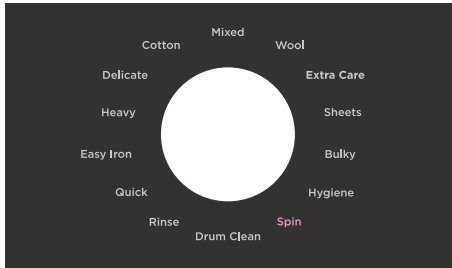 Mixed
Cotton
Wool
Delicate
Extra Care
Heavy
Sheets
Easy Iron
Bulky
Quick
Hygiene
Rinse
Spin
Drum Clean